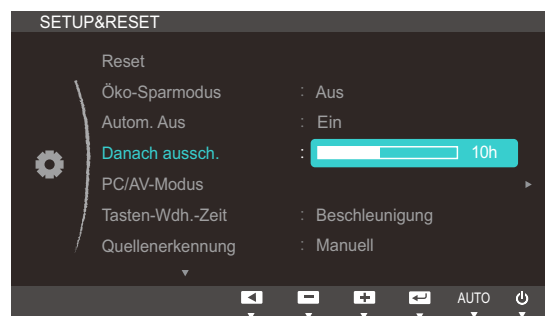 SETUP&RESET
Reset
Öko-Sparmodus : Aus
Autom. Aus : Ein
Danach aussch. : 10h
PC/AV-Modus
Tasten-Wdh.-Zeit : Beschleunigung
Quellenerkennung : Manuell
AUTO